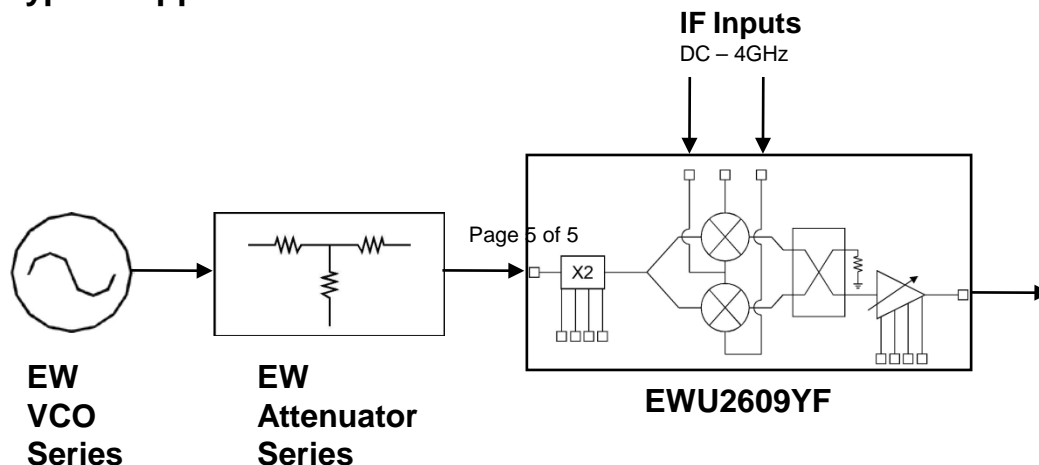 IF Inputs
DC – 4GHz
Page 5 of 5
X2
EW
VCO
Series
EW
Attenuator
Series
EWU2609YF